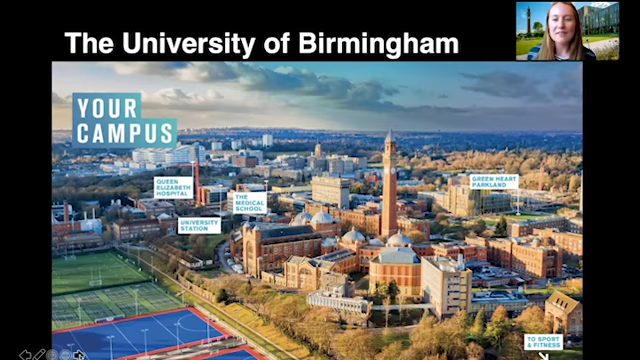 The University of Birmingham
YOUR
CAMPUS
QUEEN
ELIZABETH
HOSPITAL
THE
MEDICAL
SCHOOL
UNIVERSITY
STATION
GREEN HEART
PARKLAND
TO SPORT
& FITNESS